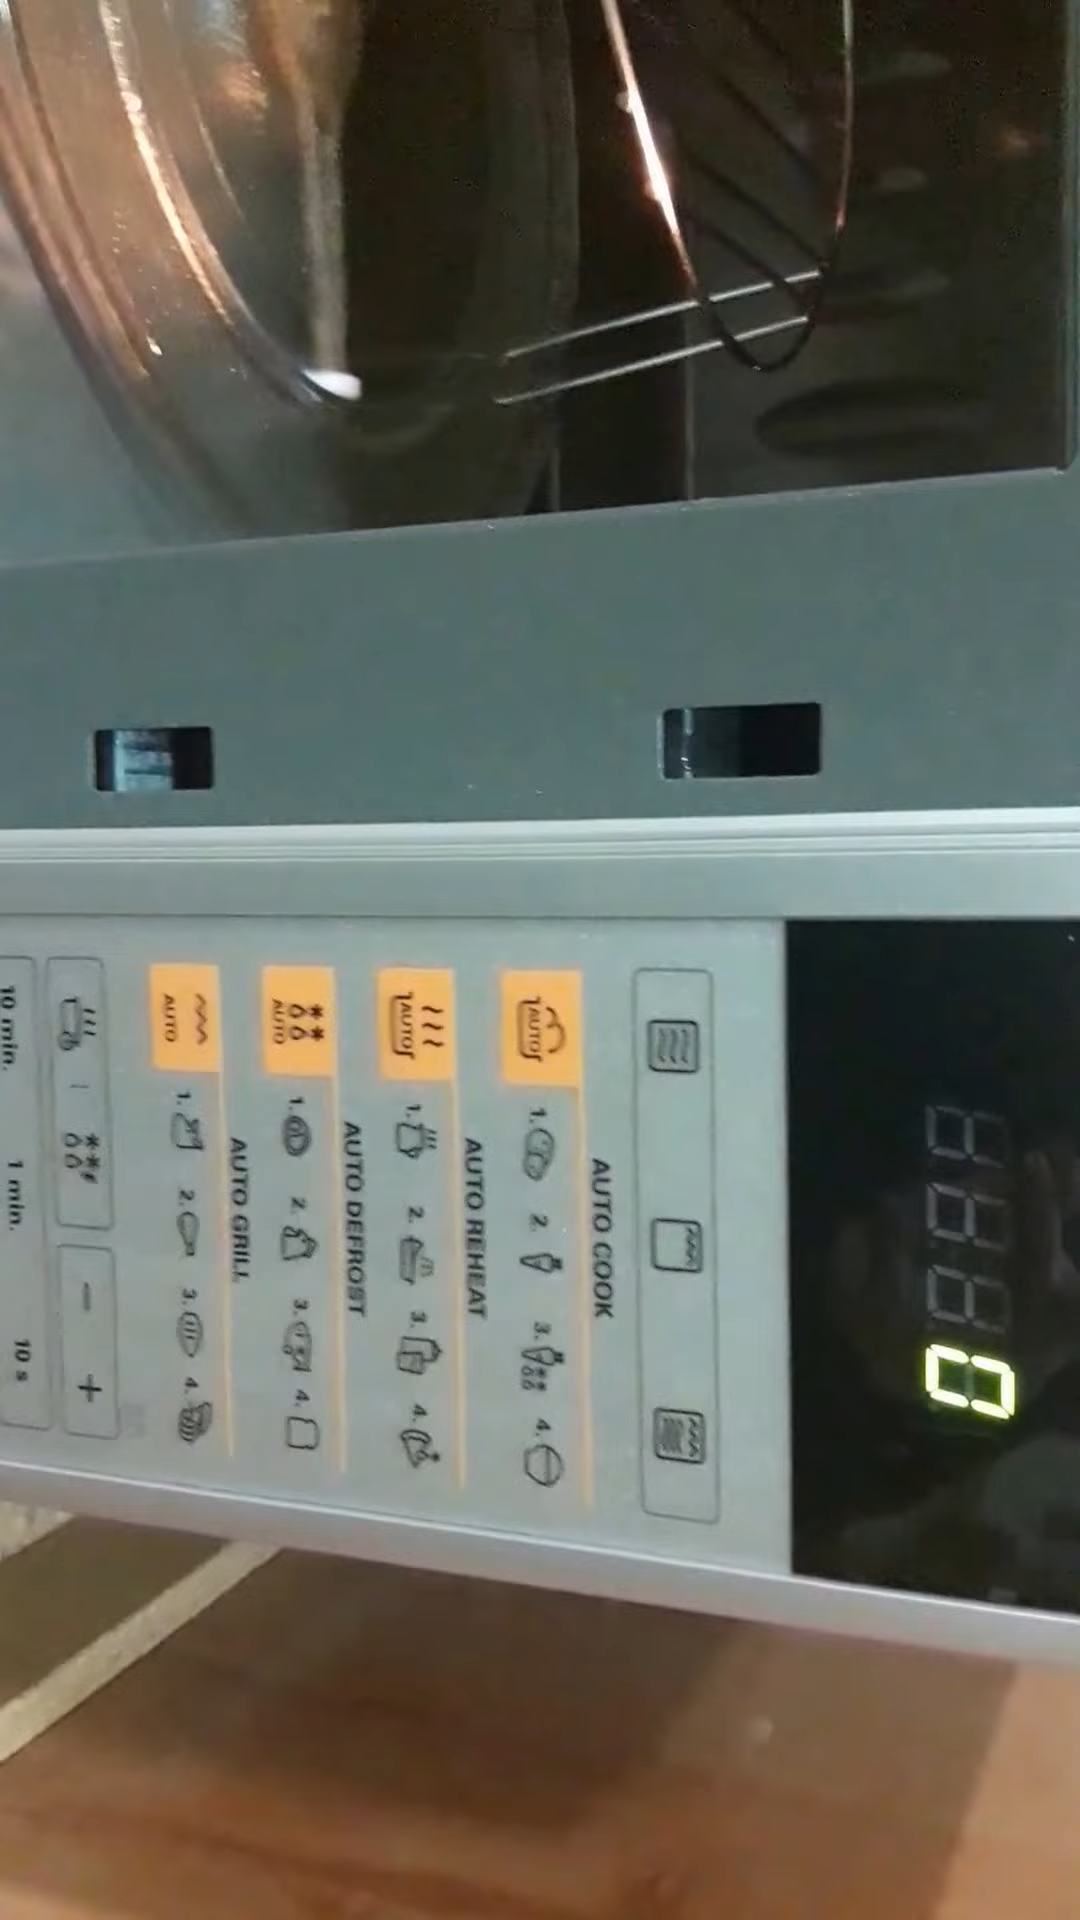 0
AUTO COOK
AUTO 1. 2. 3. 4.
AUTO REHEAT
AUTO 1. 2. 3. 4.
AUTO DEFROST
AUTO 1. 2. 3. 4.
AUTO GRILL
AUTO 1. 2. 3. 4.
- +
10 min. 1 min. 10 s